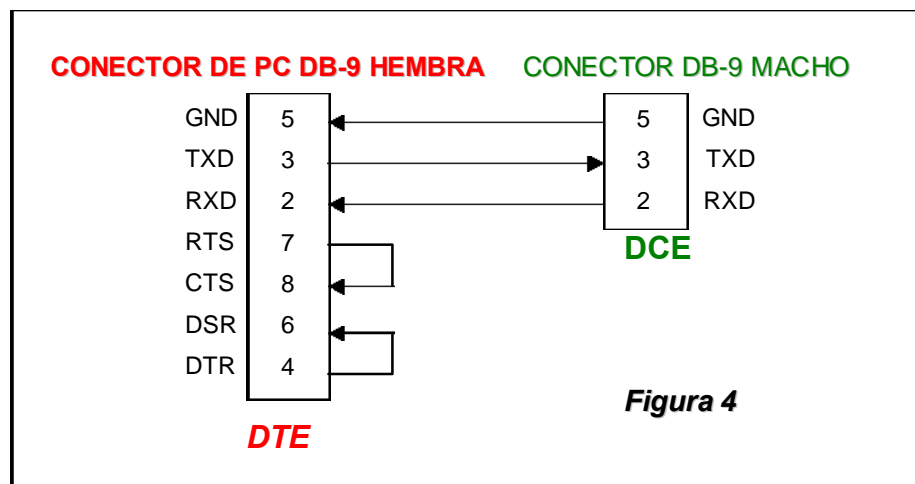 CONECTOR DE PC DB-9 HEMBRA CONECTOR DB-9 MACHO
GND 5 5 GND
TXD 3 3 TXD
RXD 2 2 RXD
RTS 7
CTS 8
DSR 6
DTR 4
DCE
Figura 4
DTE